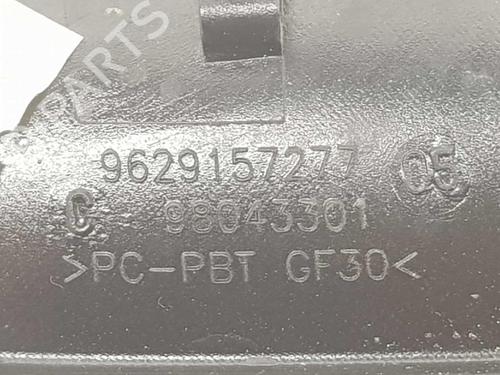 PARTS
9629157277 05
C 98043301
>PC-PBT GF30<